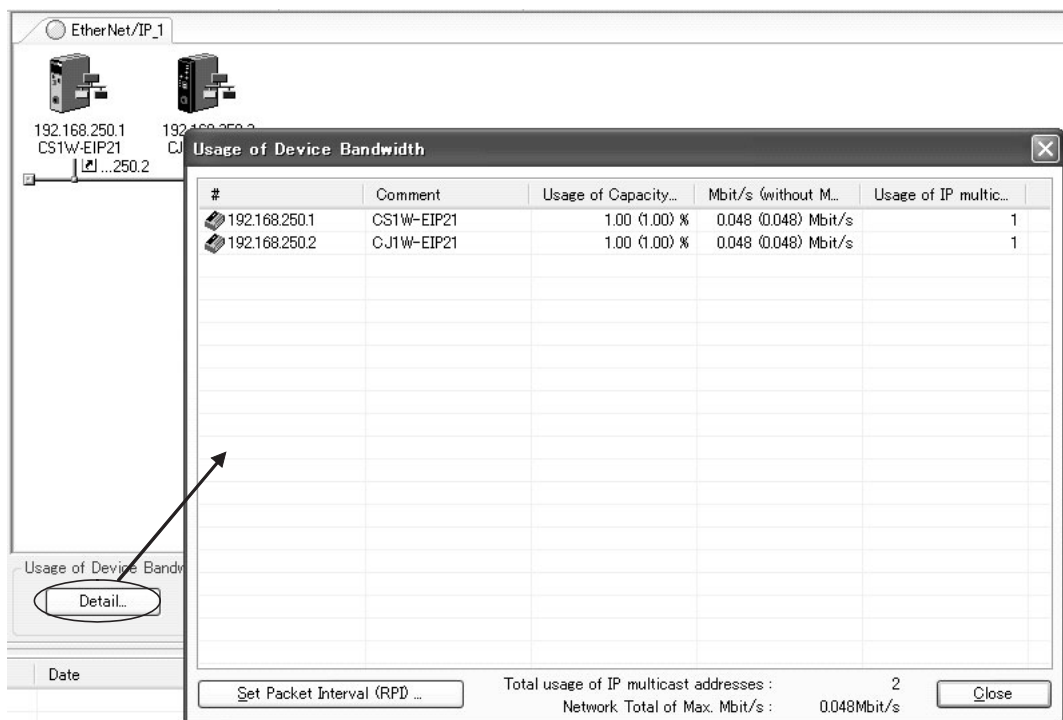 EtherNet/IP_1
192.168.250.1
CS1W-EIP21
CJ
...250.2
Usage of Device Bandwidth
# Comment Usage of Capacity... Mbit/s (without M... Usage of IP multic...
192.168.250.1 CS1W-EIP21 1.00 (1.00) % 0.048 (0.048) Mbit/s 1
192.168.250.2 CJ1W-EIP21 1.00 (1.00) % 0.048 (0.048) Mbit/s 1
Usage of Device Bandw
Detail...
Date
Set Packet Interval (RPI) ...
Total usage of IP multicast addresses : 2
Network Total of Max. Mbit/s : 0.048Mbit/s
Close